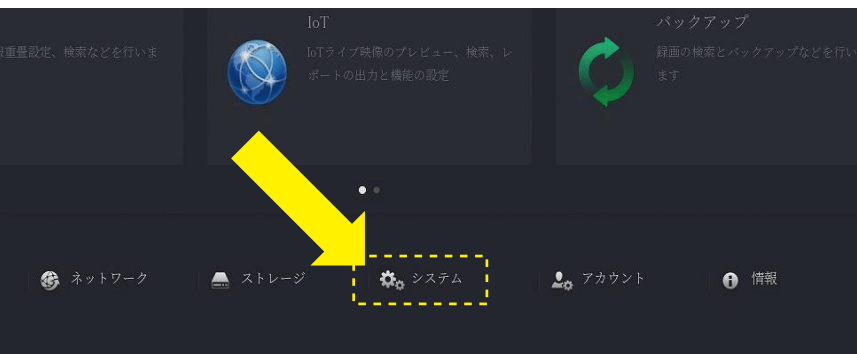 IoT
バックアップ
重畳設定、検索などを行いま
IoTライブ映像のプレビュー、検索、レ
ポートの出力と機能の設定
録画の検索とバックアップなどを行い
ます
ネットワーク
ストレージ
システム
アカウント
情報